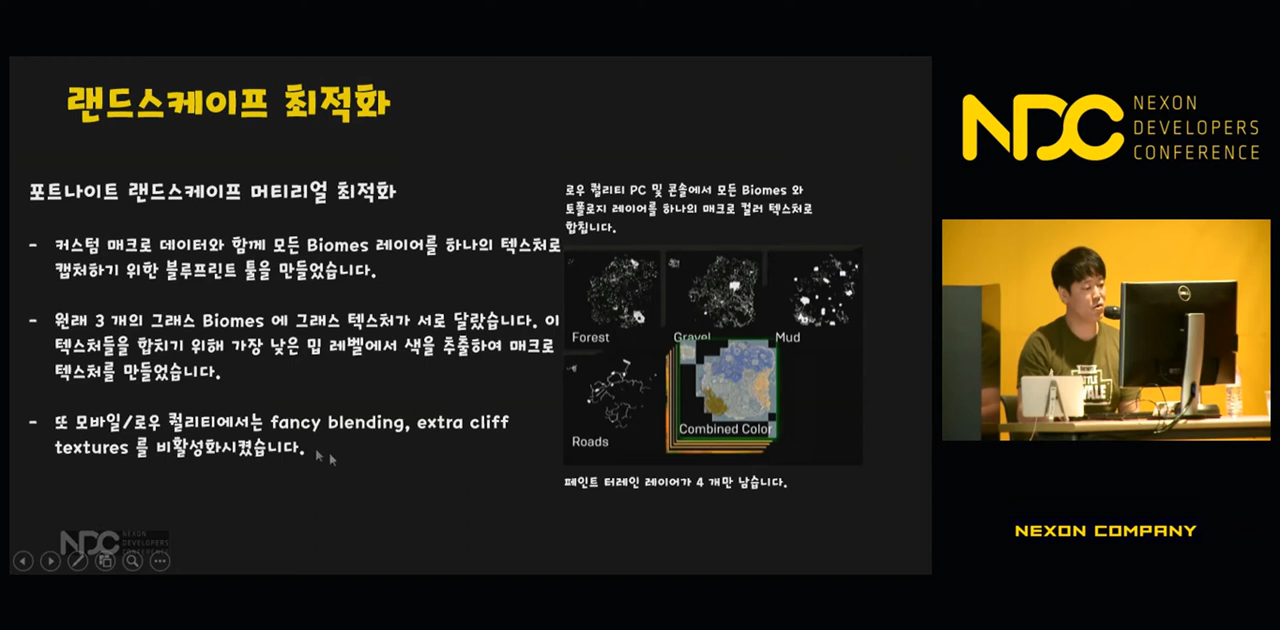 랜드스케이프 최적화
포트나이트 랜드스케이프 머티리얼 최적화
- 커스텀 매크로 데이터와 함께 모든 Biomes 레이어를 하나의 텍스처로
캡처하기 위한 블루프린트 툴을 만들었습니다.
- 원래 3 개의 그래스 Biomes 에 그래스 텍스처가 서로 달랐습니다. 이
텍스처들을 합치기 위해 가장 낮은 밉 레벨에서 색을 추출하여 매크로
텍스처를 만들었습니다.
- 또 모바일/로우 퀄리티에서는 fancy blending, extra cliff
textures 를 비활성화시켰습니다.
로우 퀄리티 PC 및 콘솔에서 모든 Biomes 와
토폴로지 레이어를 하나의 매크로 컬러 텍스처로
합칩니다.
Forest
Gravel
Mud
Roads
Combined Color
페인트 터레인 레이어가 4 개만 남습니다.
NDC
NEXON
DEVELOPERS
CONFERENCE
NDC
NEXON
DEVELOPERS
CONFERENCE
DELL
NEXON COMPANY